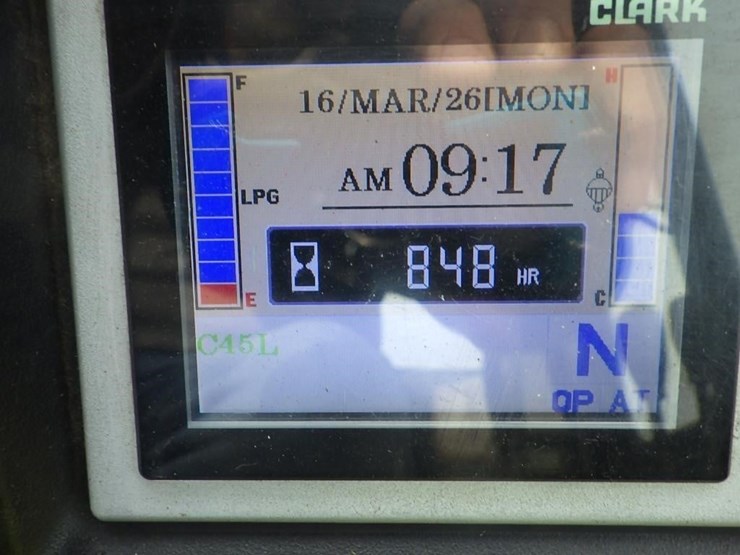 CLARK
F
16/MAR/26[MON]
H
AM 09:17
LPG
848 HR
E
C
C45L
N
OP AT